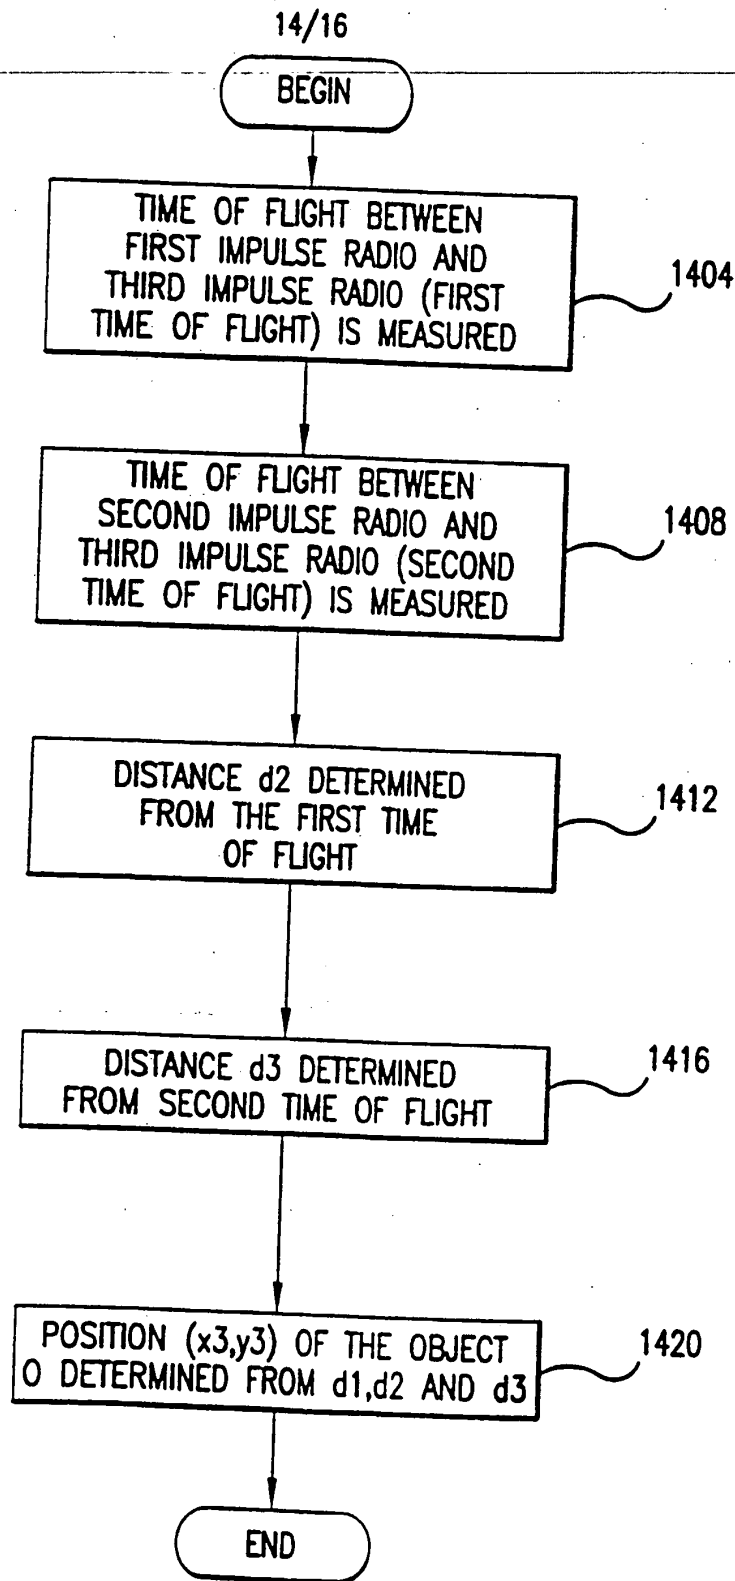 14/16
BEGIN
TIME OF FLIGHT BETWEEN
FIRST IMPULSE RADIO AND
THIRD IMPULSE RADIO (FIRST
TIME OF FLIGHT) IS MEASURED
1404
TIME OF FLIGHT BETWEEN
SECOND IMPULSE RADIO AND
THIRD IMPULSE RADIO (SECOND
TIME OF FLIGHT) IS MEASURED
1408
DISTANCE d2 DETERMINED
FROM THE FIRST TIME
OF FLIGHT
1412
DISTANCE d3 DETERMINED
FROM SECOND TIME OF FLIGHT
1416
POSITION (x3,y3) OF THE OBJECT
O DETERMINED FROM d1,d2 AND d3
1420
END